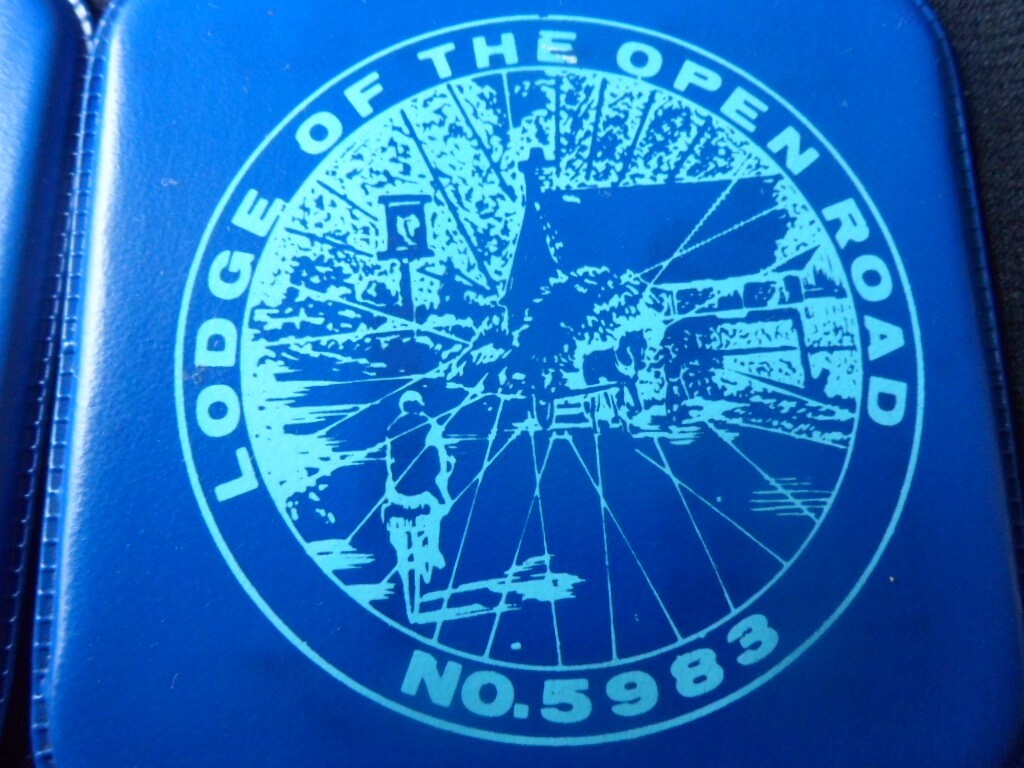 LODGE OF THE OPEN ROAD
NO.5983